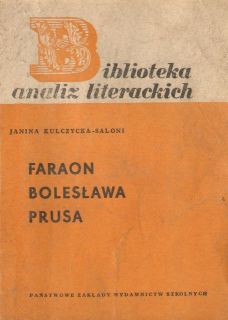 Biblioteka
analiz literackich
JANINA KULCZYCKA-SALONI
FARAON
BOLESŁAWA
PRUSA
PAŃSTWOWE ZAKŁADY WYDAWNICTW SZKOLNYCH